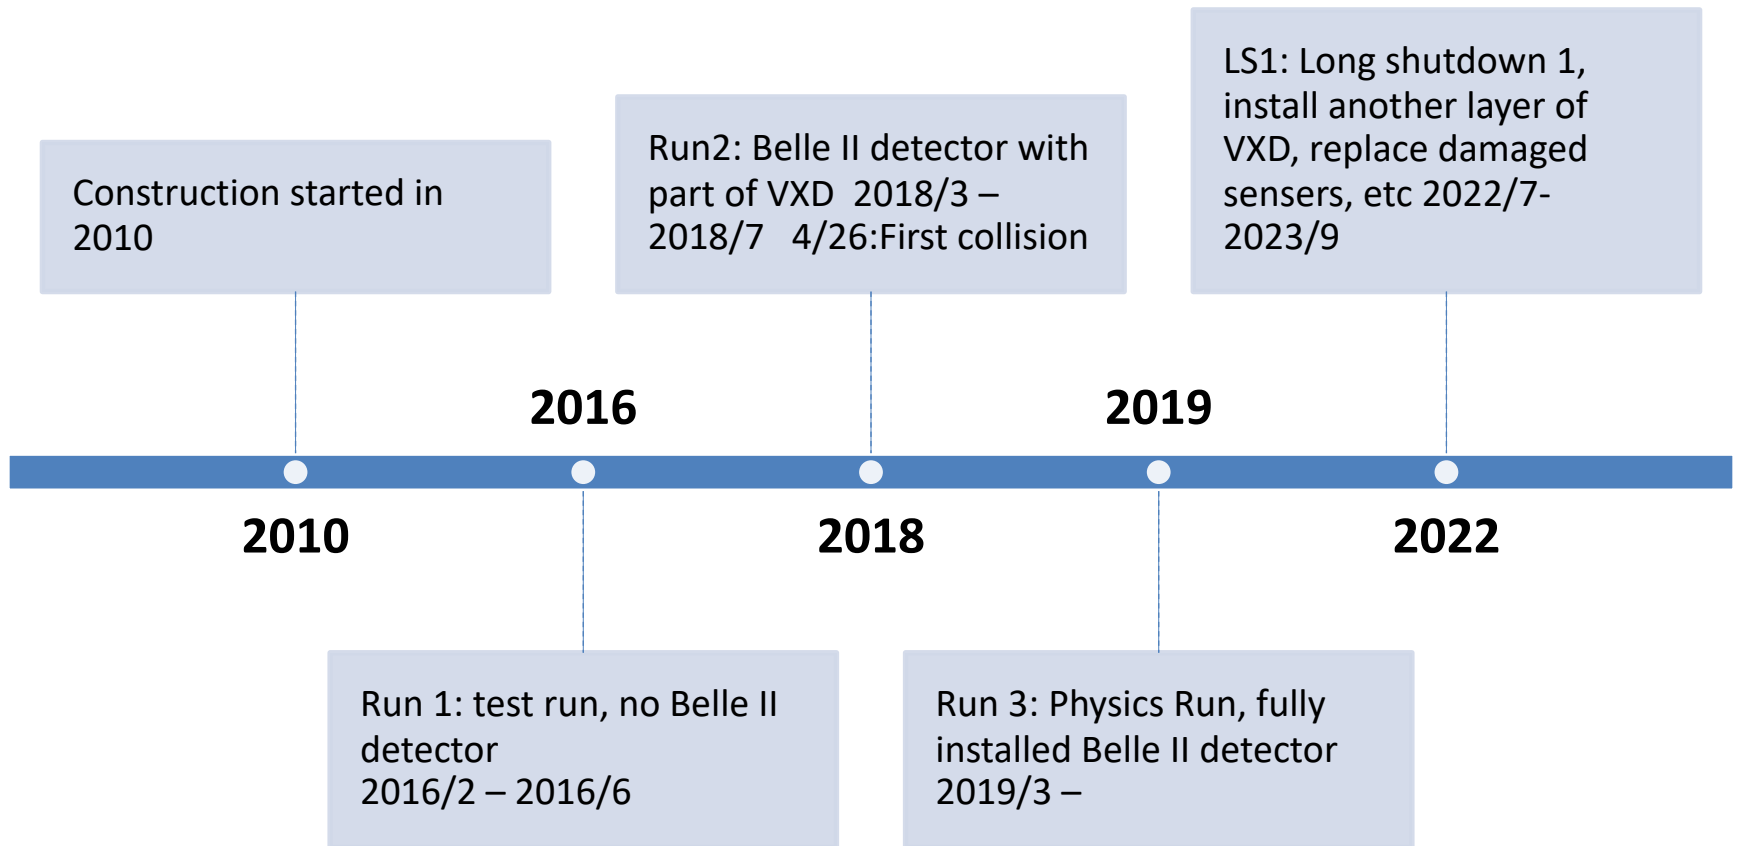 Construction started in
2010
Run2: Belle II detector with
part of VXD  2018/3 –
2018/7   4/26:First collision
LS1: Long shutdown 1,
install another layer of
VXD, replace damaged
sensers, etc 2022/7-
2023/9
2016
2019
2010
2018
2022
Run 1: test run, no Belle II
detector
2016/2 – 2016/6
Run 3: Physics Run, fully
installed Belle II detector
2019/3 –